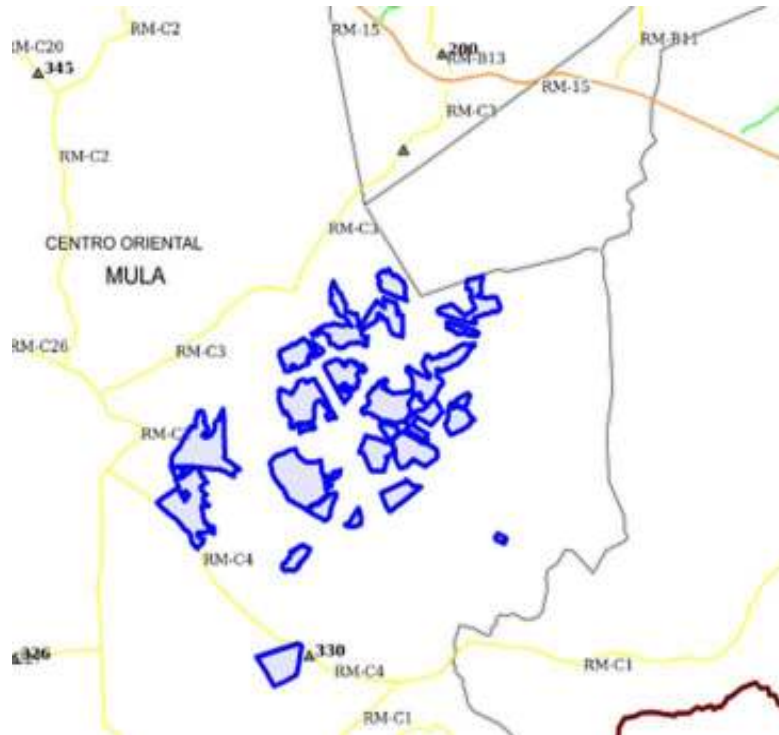 RM-C2
RM-15
RM-B11
RM-C20
345
200
RM-B13
RM-15
RM-C3
RM-C2
RM-C3
CENTRO ORIENTAL
MULA
RM-C26
RM-C3
RM-C4
326
330
RM-C4
RM-C1
RM-C1